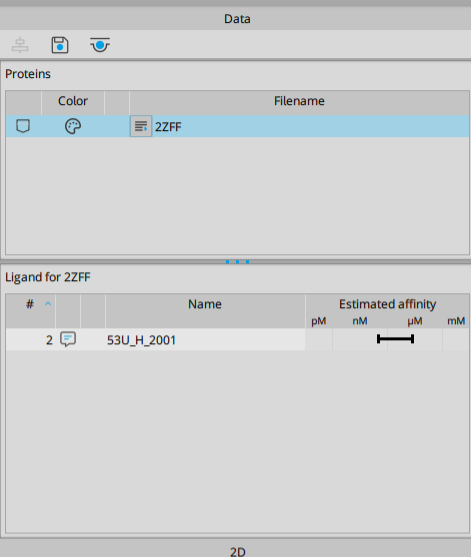 Data
Proteins
Color Filename
2ZFF
Ligand for 2ZFF
# Name Estimated affinity
pM nM µM mM
2 53U_H_2001
2D